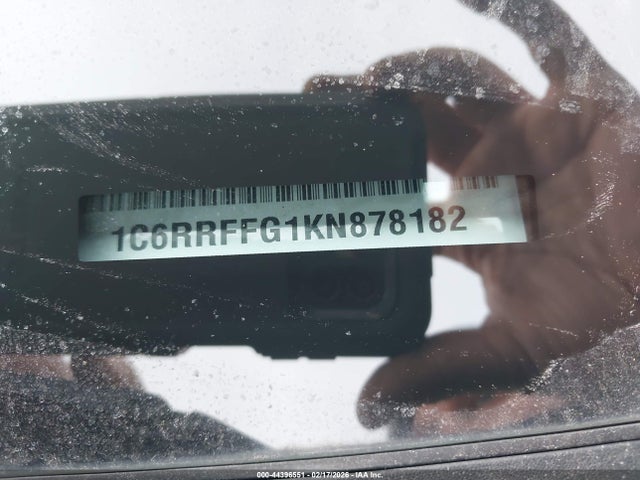 1C6RRFFG1KN878182
000-44396551 - 02/17/2026 - IAA Inc.